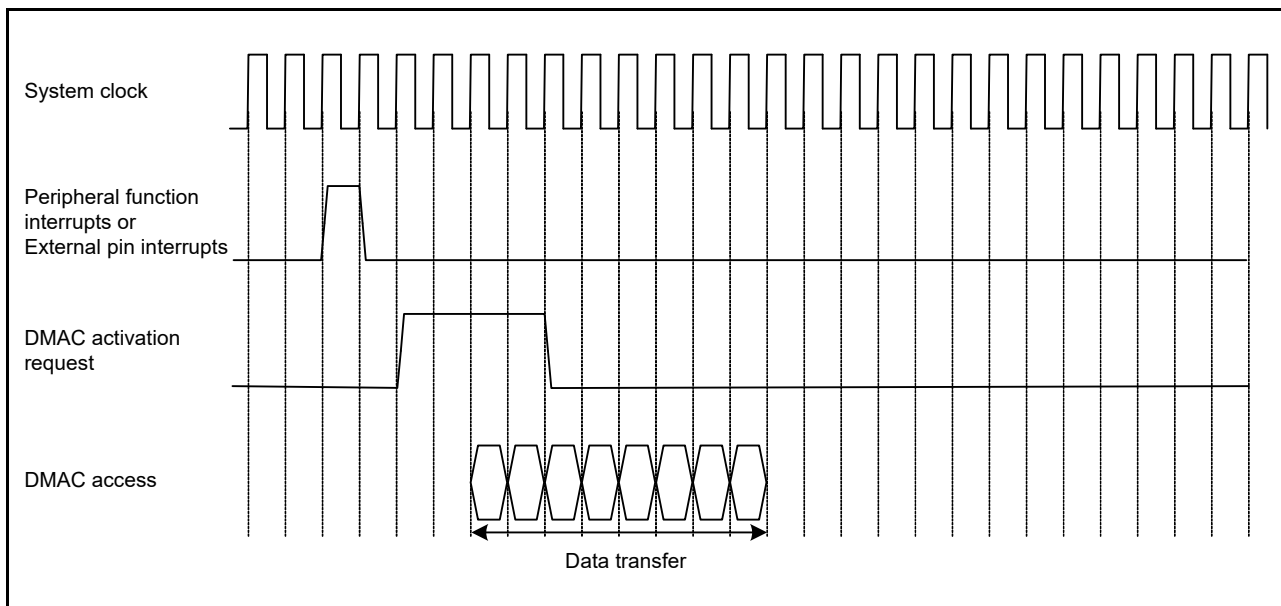 System clock
Peripheral function
interrupts or
External pin interrupts
DMAC activation
request
DMAC access
Data transfer